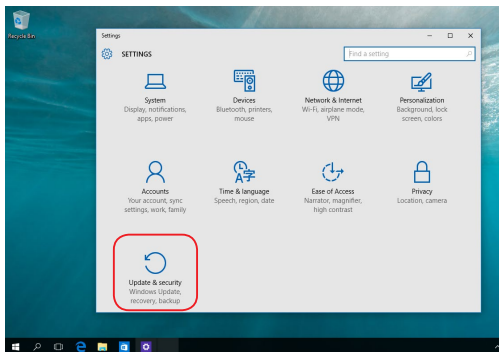 Recycle Bin
Settings
SETTINGS
Find a setting
System
Display, notifications,
apps, power
Devices
Bluetooth, printers,
mouse
Network & Internet
Wi-Fi, airplane mode,
VPN
Personalization
Background, lock
screen, colors
Accounts
Your account, sync
settings, work, family
Time & language
Speech, region, date
Ease of Access
Narrator, magnifier,
high contrast
Privacy
Location, camera
Update & security
Windows Update,
recovery, backup